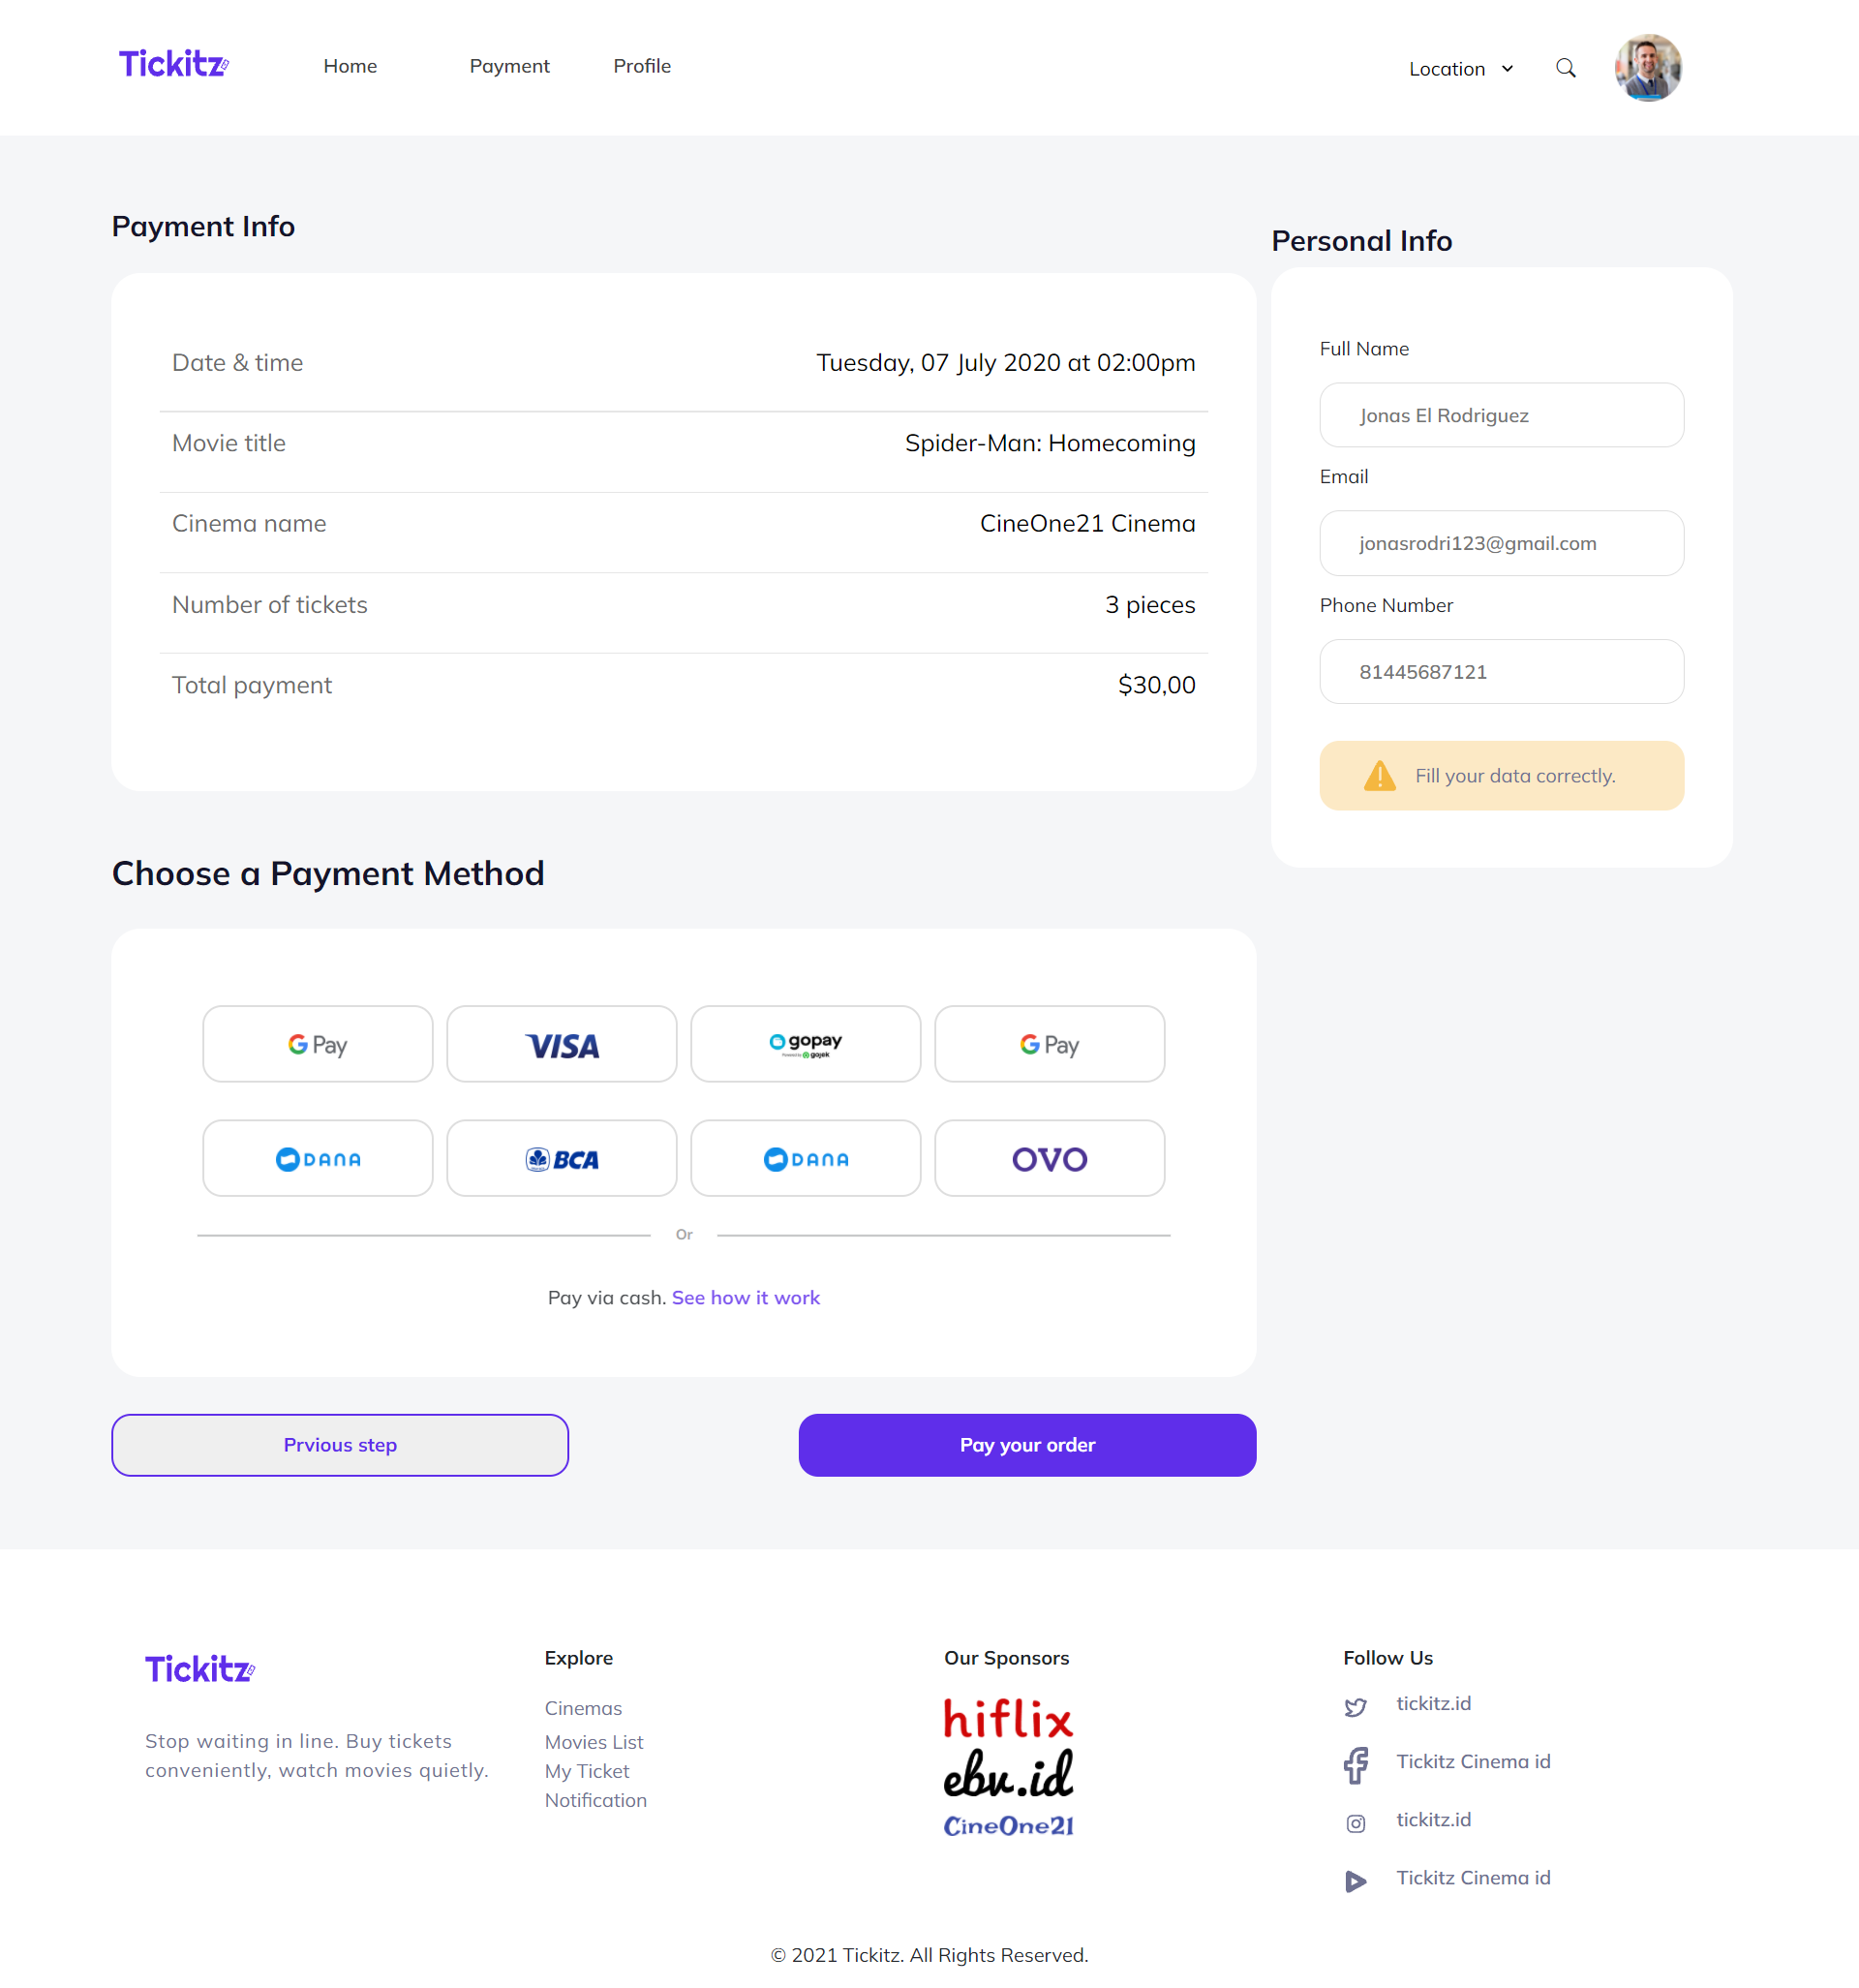 Tickitz
Home
Payment
Profile
Location
Payment Info
Date & time
Tuesday, 07 July 2020 at 02:00pm
Movie title
Spider-Man: Homecoming
Cinema name
CineOne21 Cinema
Number of tickets
3 pieces
Total payment
$30,00
Personal Info
Full Name
Jonas El Rodriguez
Email
jonasrodri123@gmail.com
Phone Number
81445687121
Fill your data correctly.
Choose a Payment Method
G Pay
VISA
gopay
Powered by gojek
G Pay
DANA
BCA
DANA
OVO
Or
Pay via cash. See how it work
Prvious step
Pay your order
Tickitz
Stop waiting in line. Buy tickets
conveniently, watch movies quietly.
Explore
Cinemas
Movies List
My Ticket
Notification
Our Sponsors
hiflix
ebv.id
CineOne21
Follow Us
tickitz.id
Tickitz Cinema id
tickitz.id
Tickitz Cinema id
© 2021 Tickitz. All Rights Reserved.